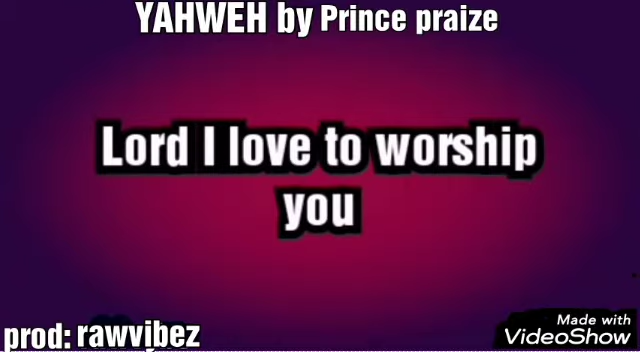 YAHWEH by Prince praize
Lord I love to worship
you
prod: rawvibez
Made with
VideoShow